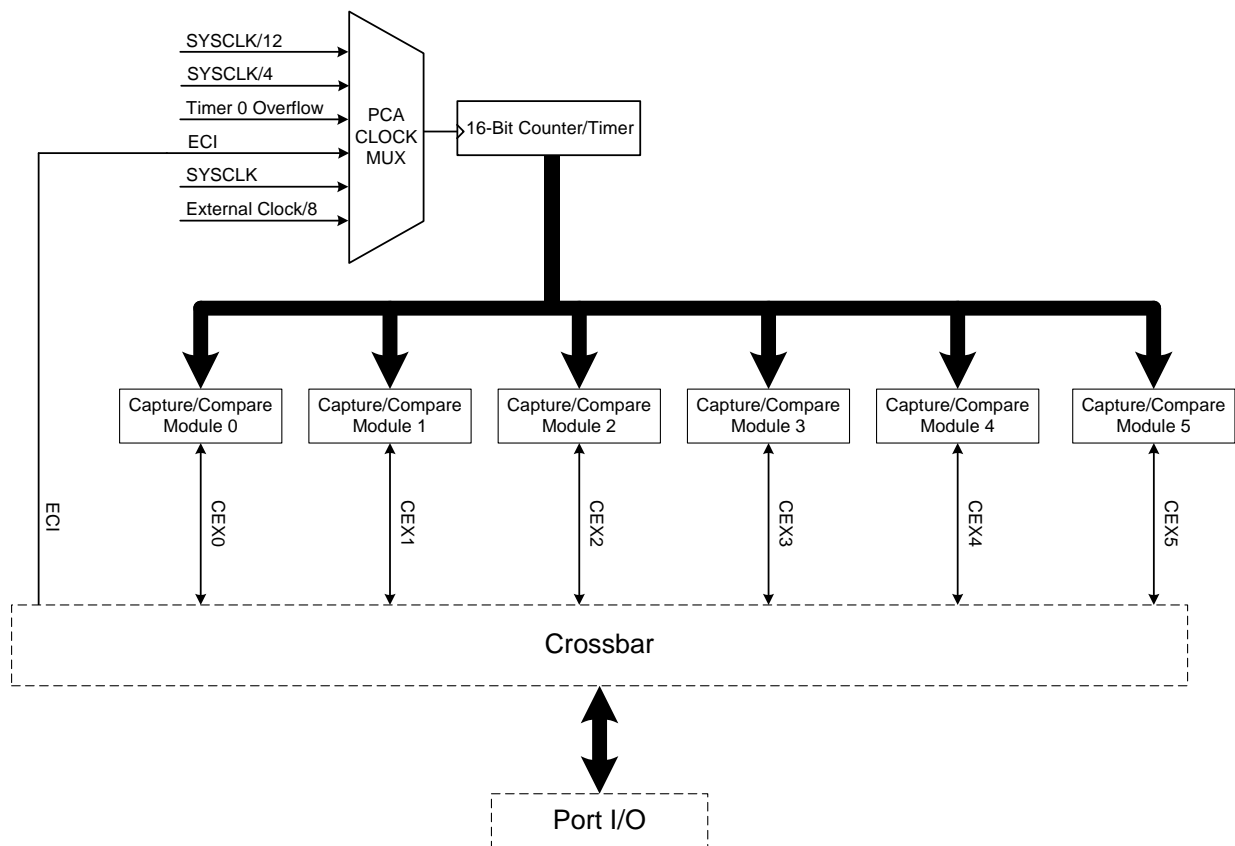 SYSCLK/12
SYSCLK/4
Timer 0 Overflow
ECI
SYSCLK
External Clock/8
PCA
CLOCK
MUX
16-Bit Counter/Timer
Capture/Compare
Module 0
Capture/Compare
Module 1
Capture/Compare
Module 2
Capture/Compare
Module 3
Capture/Compare
Module 4
Capture/Compare
Module 5
ECI
CEX0
CEX1
CEX2
CEX3
CEX4
CEX5
Crossbar
Port I/O